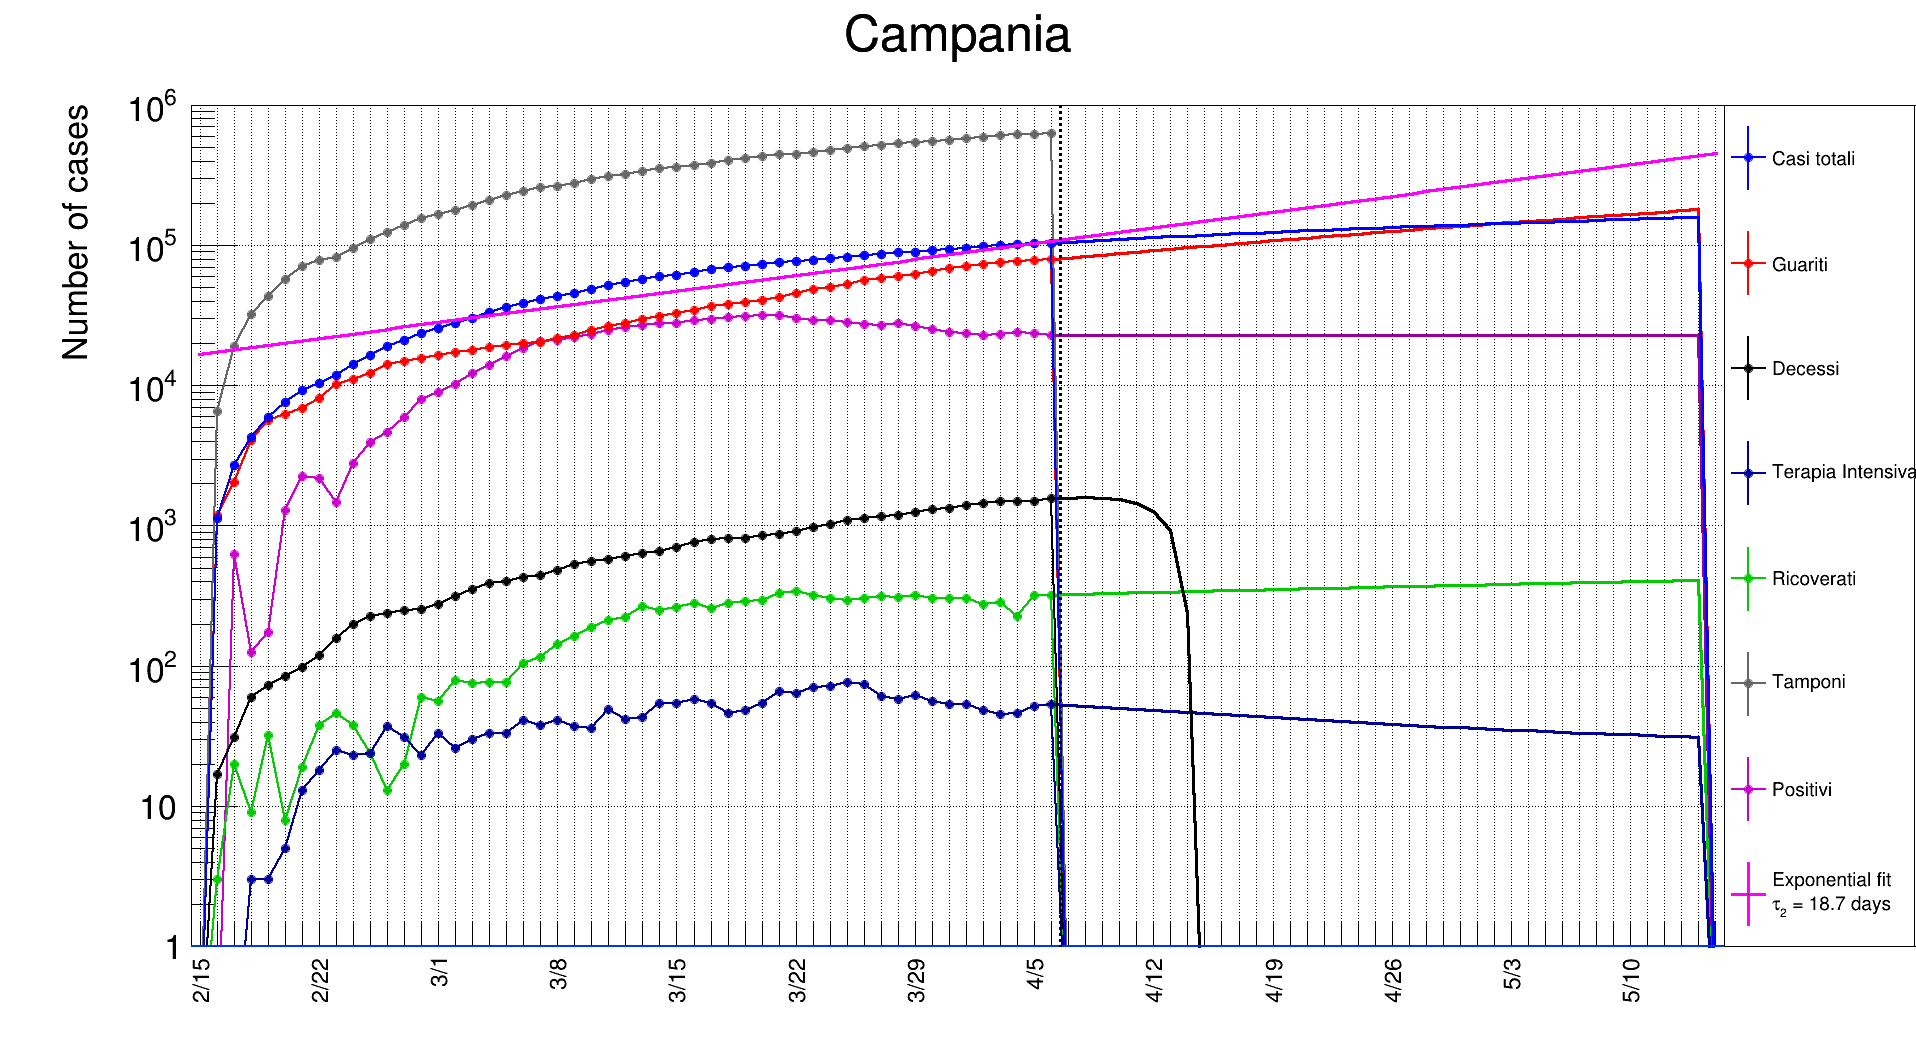 Campania
Number of cases
10^6
10^5
10^4
10^3
10^2
10
1
2/15
2/22
3/1
3/8
3/15
3/22
3/29
4/5
4/12
4/19
4/26
5/3
5/10
Casi totali
Guariti
Decessi
Terapia Intensiva
Ricoverati
Tamponi
Positivi
Exponential fit
τ_2 = 18.7 days